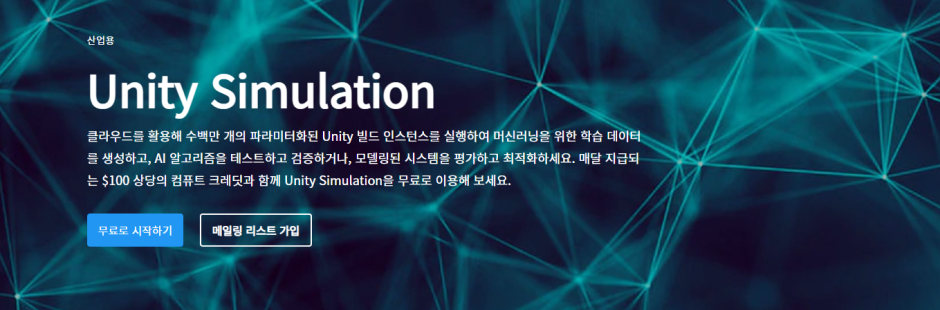 산업용
Unity Simulation
클라우드를 활용해 수백만 개의 파라미터화된 Unity 빌드 인스턴스를 실행하여 머신러닝을 위한 학습 데이터
를 생성하고, AI 알고리즘을 테스트하고 검증하거나, 모델링된 시스템을 평가하고 최적화하세요. 매달 지급되
는 $100 상당의 컴퓨트 크레딧과 함께 Unity Simulation을 무료로 이용해 보세요.
무료로 시작하기 메일링 리스트 가입